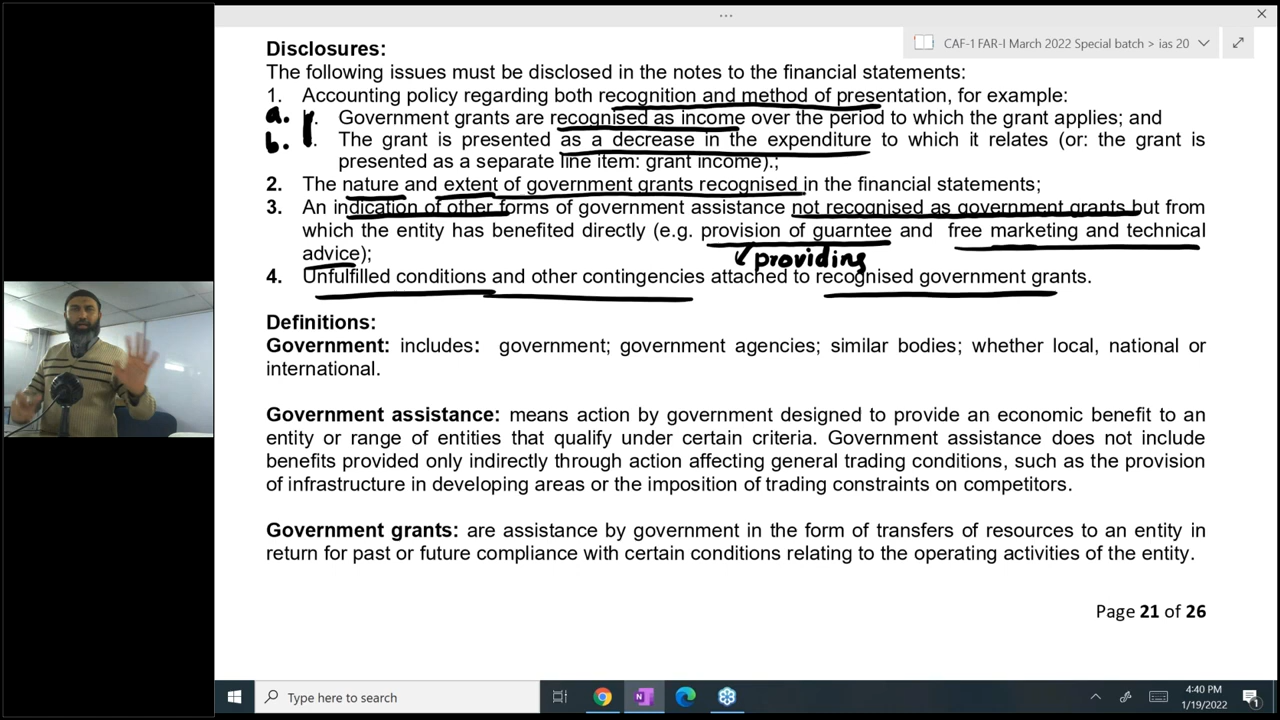 CAF-1 FAR-I March 2022 Special batch > ias 20
Disclosures:
The following issues must be disclosed in the notes to the financial statements:
1. Accounting policy regarding both recognition and method of presentation, for example:
a. Government grants are recognised as income over the period to which the grant applies; and
b. The grant is presented as a decrease in the expenditure to which it relates (or: the grant is
presented as a separate line item: grant income).;
2. The nature and extent of government grants recognised in the financial statements;
3. An indication of other forms of government assistance not recognised as government grants but from
which the entity has benefited directly (e.g. provision of guarntee and free marketing and technical
advice);
providing
4. Unfulfilled conditions and other contingencies attached to recognised government grants.
Definitions:
Government: includes: government; government agencies; similar bodies; whether local, national or
international.
Government assistance: means action by government designed to provide an economic benefit to an
entity or range of entities that qualify under certain criteria. Government assistance does not include
benefits provided only indirectly through action affecting general trading conditions, such as the provision
of infrastructure in developing areas or the imposition of trading constraints on competitors.
Government grants: are assistance by government in the form of transfers of resources to an entity in
return for past or future compliance with certain conditions relating to the operating activities of the entity.
Page 21 of 26
Type here to search
4:40 PM
1/19/2022
1